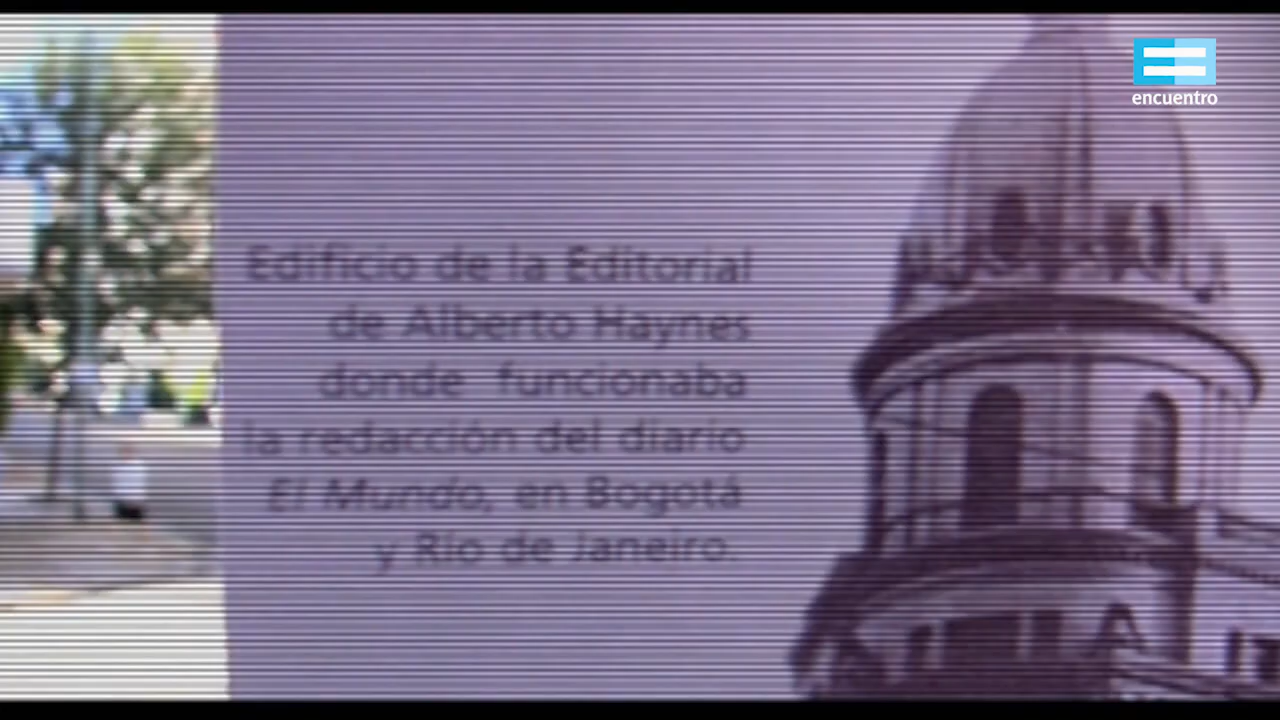 encuentro
Edificio de la Editorial
de Alberto Haynes
donde funcionaba
la redacción del diario
El Mundo, en Bogotá
y Río de Janeiro.